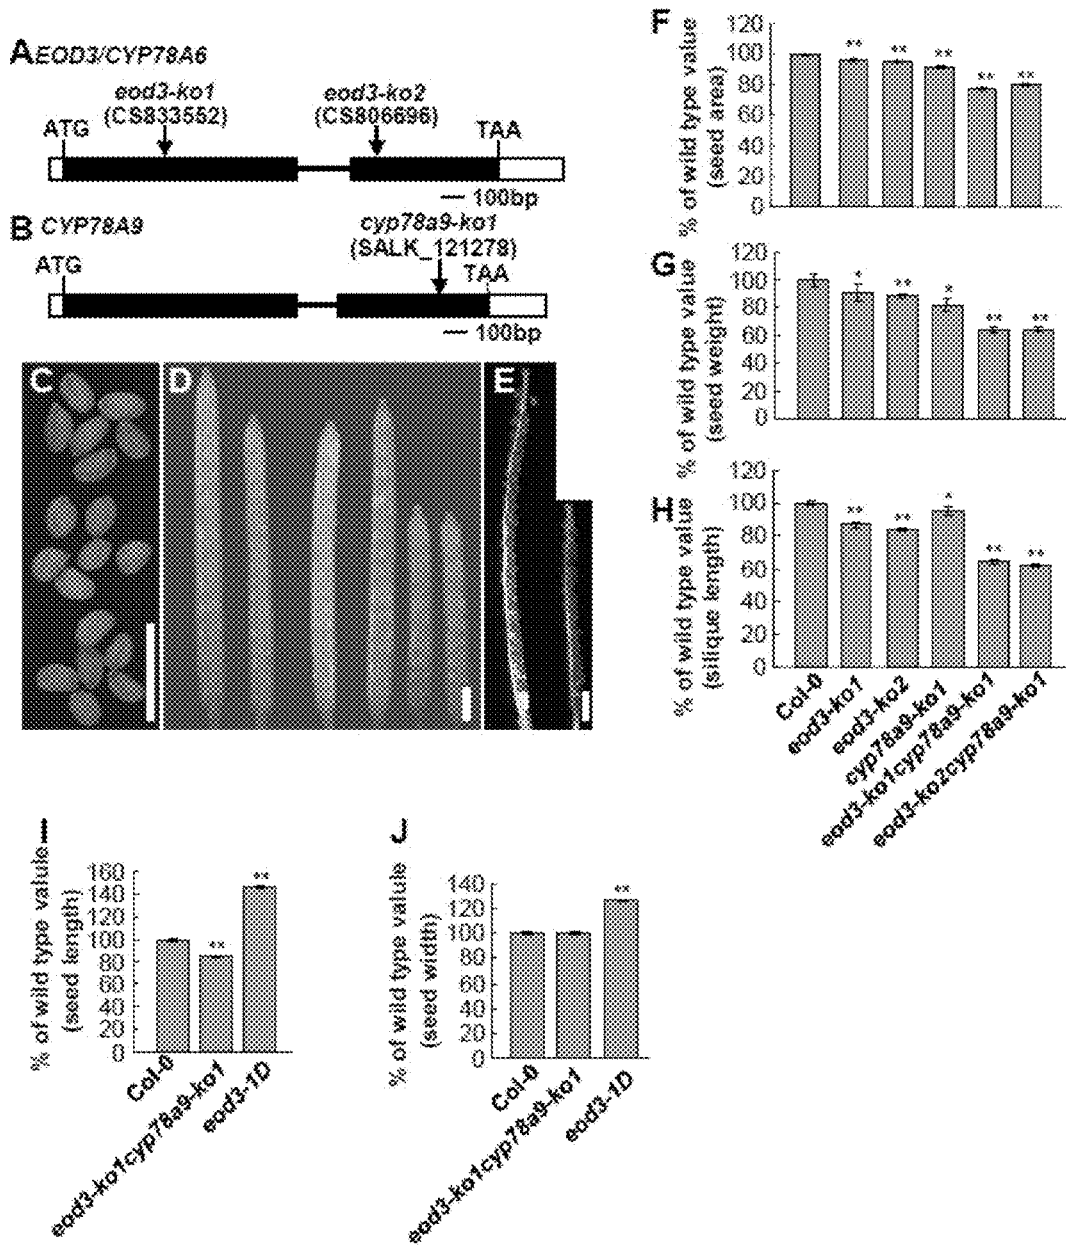 A EOD3/CYP78A6
eod3-ko1
(CS833552)
eod3-ko2
(CS806696)
ATG
TAA
100bp
B CYP78A9
cyp78a9-ko1
(SALK_121278)
ATG
TAA
100bp
C
D
E
F
% of wild type value
(seed area)
120
100
80
60
40
20
0
** ** ** ** **
G
% of wild type value
(seed weight)
120
100
80
60
40
20
0
* ** * ** **
H
% of wild type value
(silique length)
120
100
80
60
40
20
0
** ** * ** **
Col-0
eod3-ko1
eod3-ko2
cyp78a9-ko1
eod3-ko1cyp78a9-ko1
eod3-ko2cyp78a9-ko1
I
% of wild type valule
(seed length)
160
140
120
100
80
60
40
20
0
** **
Col-0
eod3-ko1cyp78a9-ko1
eod3-1D
J
% of wild type valule
(seed width)
140
120
100
80
60
40
20
0
**
Col-0
eod3-ko1cyp78a9-ko1
eod3-1D